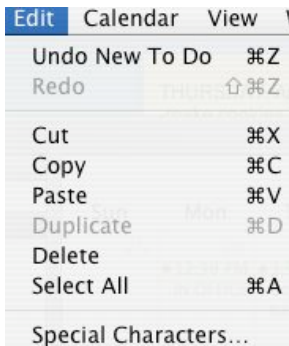 Edit Calendar View
Undo New To Do ⌘Z
Redo ⇧⌘Z
Cut ⌘X
Copy ⌘C
Paste ⌘V
Duplicate ⌘D
Delete
Select All ⌘A
Special Characters...